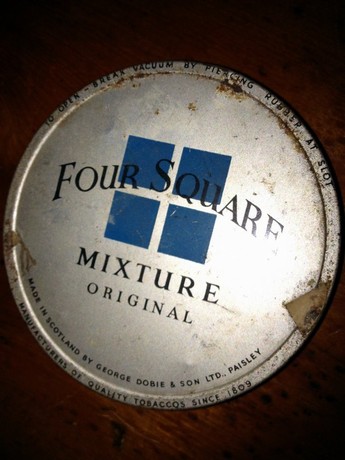 TO OPEN - BREAK VACUUM BY PIERCING RUBBER AT SLOT
FOUR SQUARE
MIXTURE
ORIGINAL
MADE IN SCOTLAND BY GEORGE DOBIE & SON LTD., PAISLEY
MANUFACTURERS OF QUALITY TOBACCOS SINCE 1809